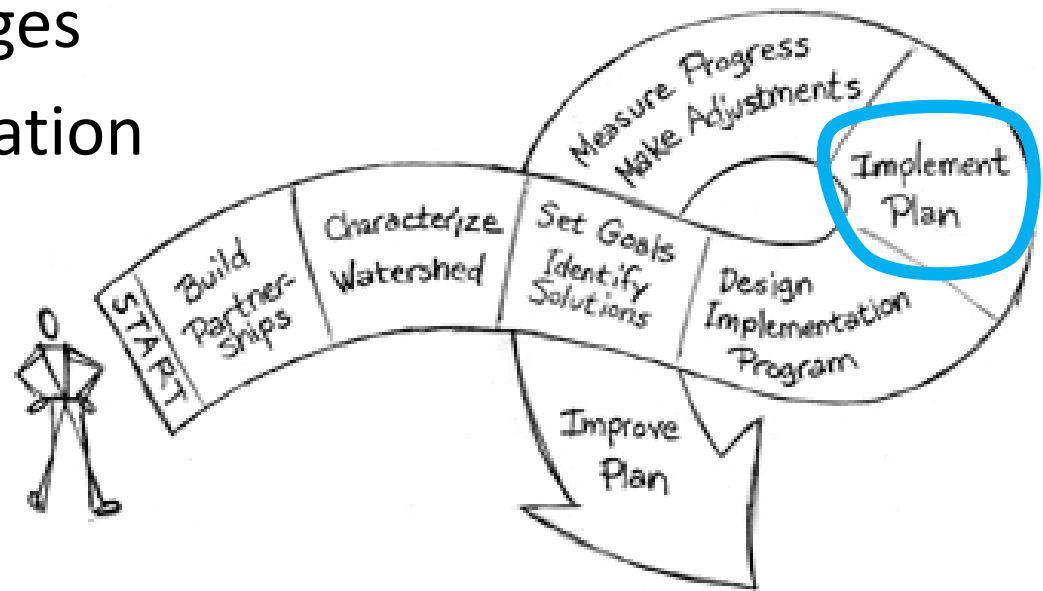 ges
ation
START
Build
Partner-
ships
Characterize
Watershed
Set Goals
Identify
Solutions
Design
Implementation
Program
Implement
Plan
Measure Progress
Make Adjustments
Improve
Plan